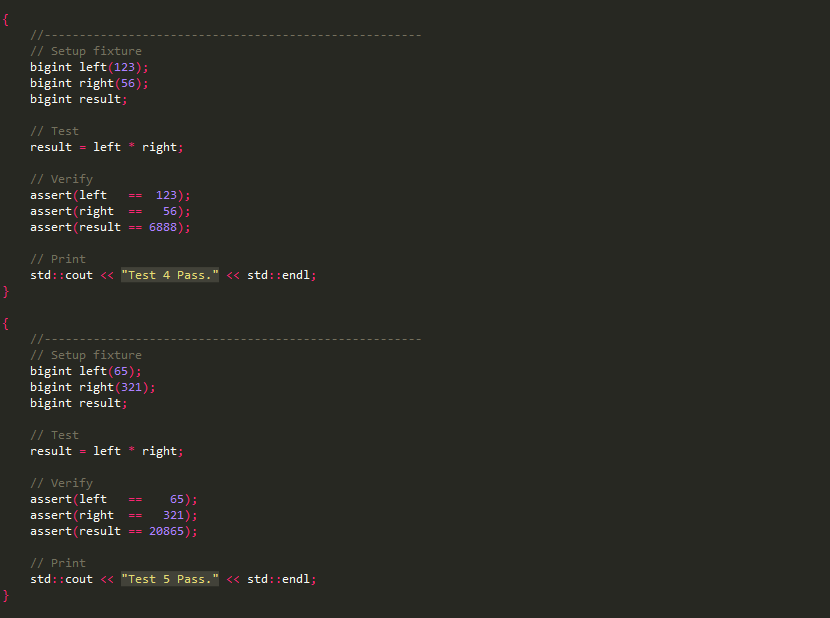 {
    //------------------------------------------------------
    // Setup fixture
    bigint left(123);
    bigint right(56);
    bigint result;

    // Test
    result = left * right;

    // Verify
    assert(left   ==  123);
    assert(right  ==   56);
    assert(result == 6888);

    // Print
    std::cout << "Test 4 Pass." << std::endl;
}

{
    //------------------------------------------------------
    // Setup fixture
    bigint left(65);
    bigint right(321);
    bigint result;

    // Test
    result = left * right;

    // Verify
    assert(left   ==    65);
    assert(right  ==   321);
    assert(result == 20865);

    // Print
    std::cout << "Test 5 Pass." << std::endl;
}